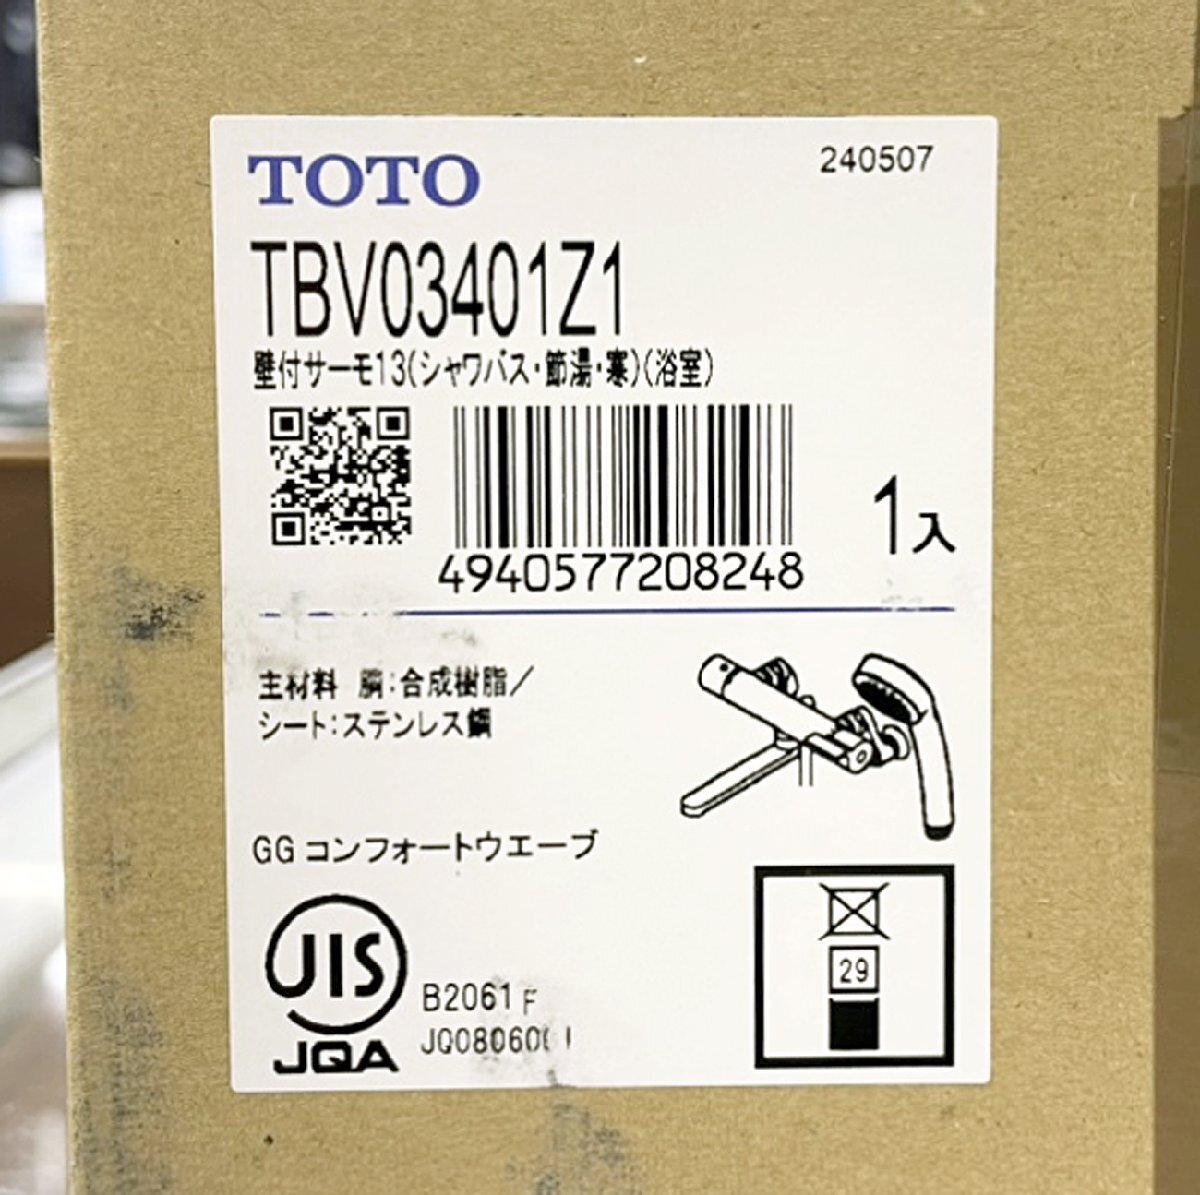 TOTO
240507
TBV03401Z1
壁付サーモ13(シャワバス・節湯・寒)(浴室)
4940577208248
1入
主材料 胴:合成樹脂/
シート:ステンレス鋼
GG コンフォートウエーブ
JIS
JQA
B2061 F
29